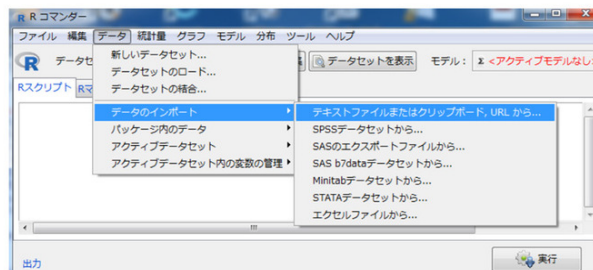 R コマンダー
ファイル 編集 データ 統計量 グラフ モデル 分布 ツール ヘルプ
データセ
データセットを表示 モデル: Σ <アクティブモデルなし>
新しいデータセット...
データセットのロード...
データセットの結合...
Rスクリプト Rマ
データのインポート
パッケージ内のデータ
アクティブデータセット
アクティブデータセット内の変数の管理
テキストファイルまたはクリップボード, URL から...
SPSSデータセットから...
SASのエクスポートファイルから...
SAS b7dataデータセットから...
Minitabデータセットから...
STATAデータセットから...
エクセルファイルから...
出力
実行